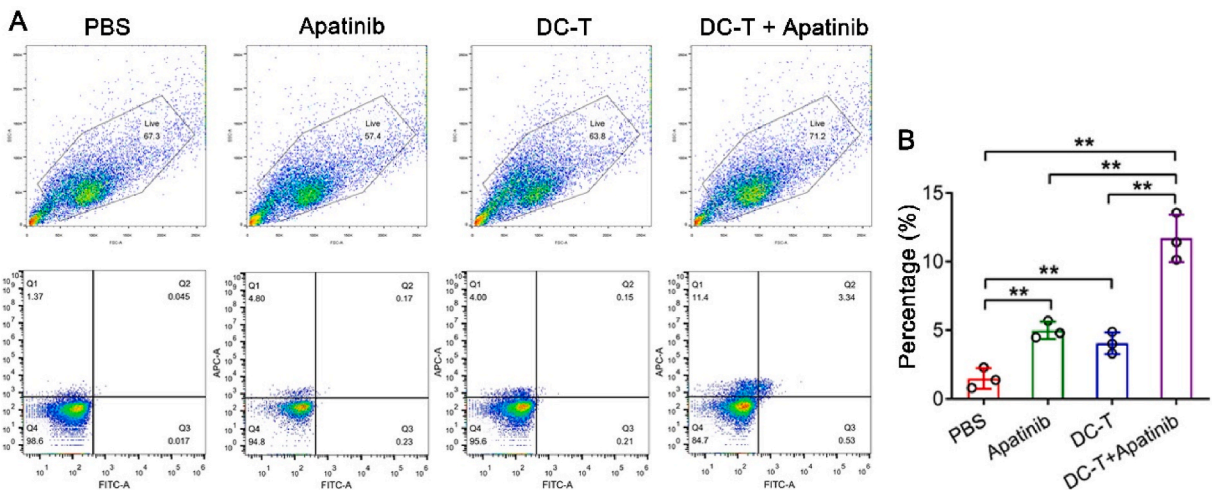 A
PBS
Apatinib
DC-T
DC-T + Apatinib
Live
67.3
Live
57.4
Live
63.8
Live
71.2
FSC-A
FSC-A
FSC-A
FSC-A
Q1
1.37
Q2
0.045
Q4
98.6
Q3
0.017
FITC-A
Q1
4.80
Q2
0.17
Q4
94.8
Q3
0.23
APC-A
FITC-A
Q1
4.00
Q2
0.15
Q4
95.6
Q3
0.21
APC-A
FITC-A
Q1
11.4
Q2
3.34
Q4
84.7
Q3
0.53
APC-A
FITC-A
B
Percentage (%)
15
10
5
0
**
**
**
**
**
PBS
Apatinib
DC-T
DC-T+Apatinib